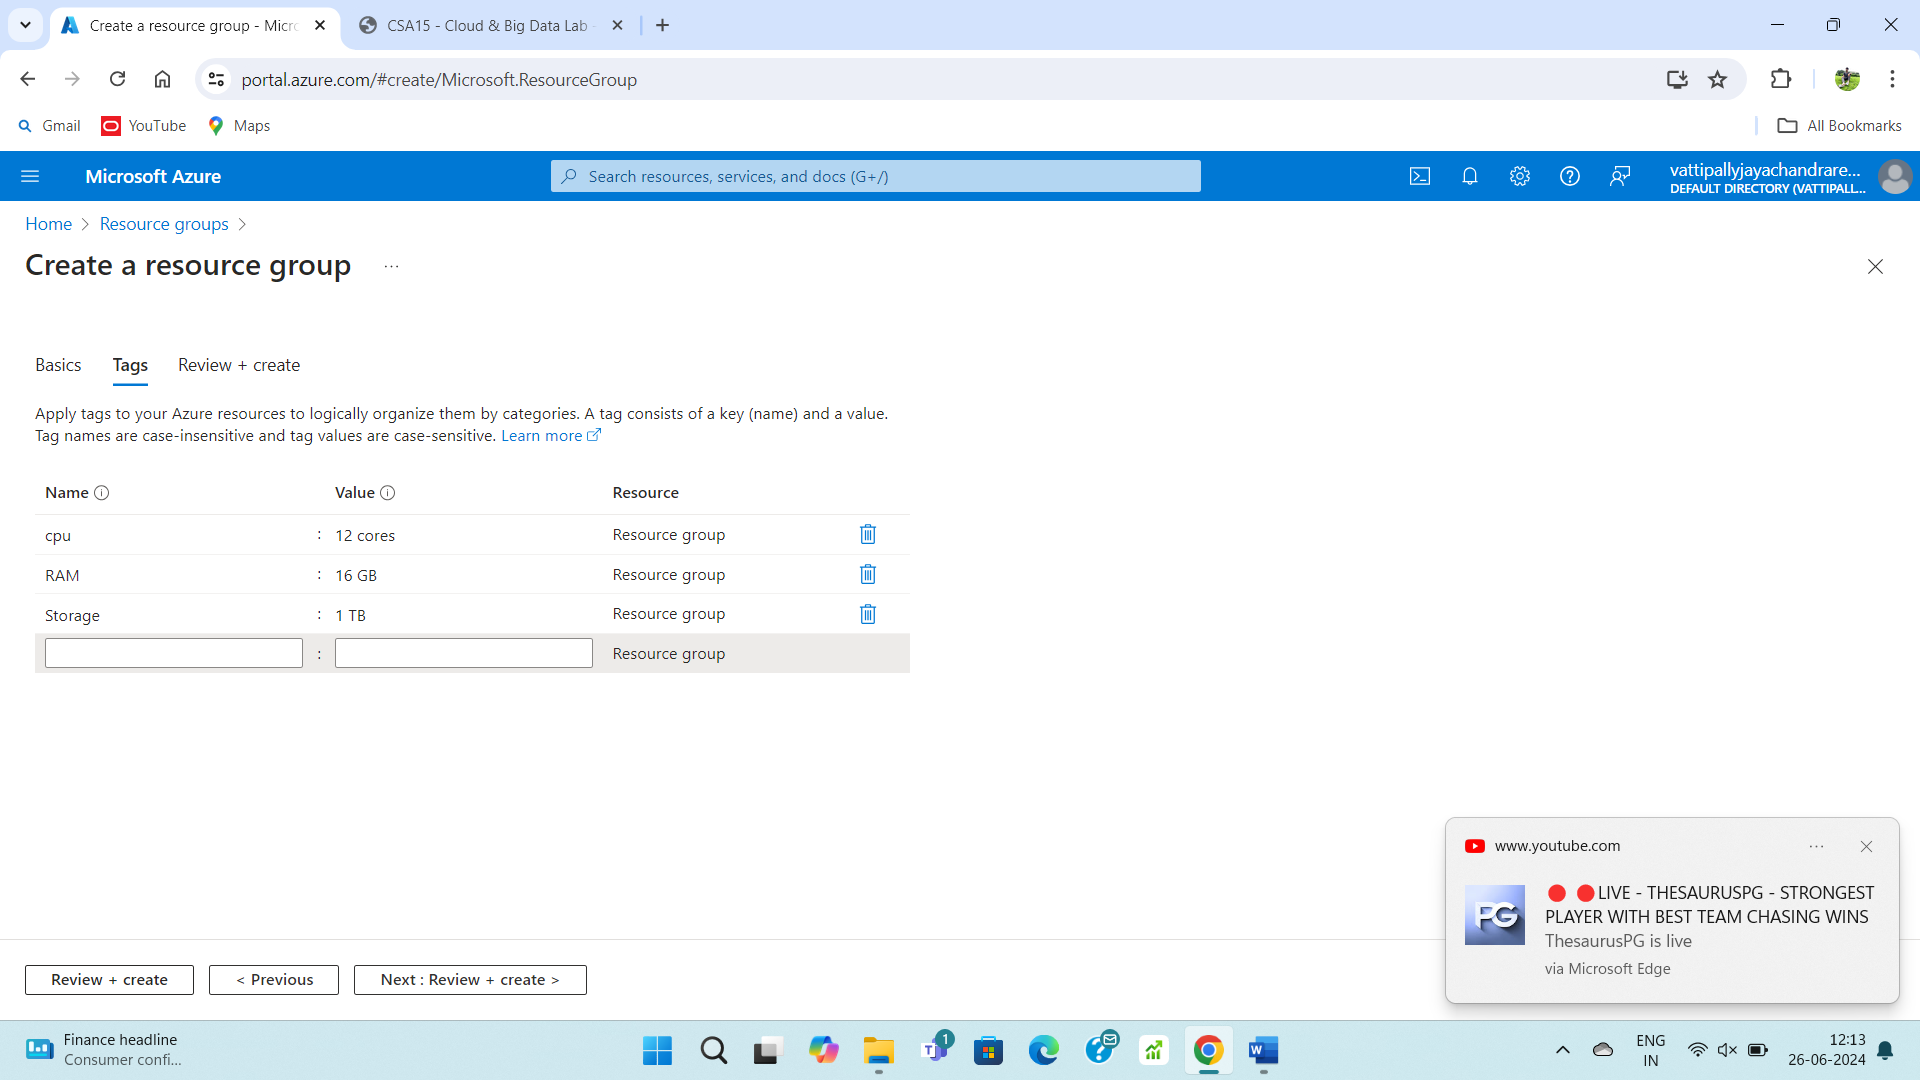 Create a resource group - Micro
CSA15 - Cloud & Big Data Lab -
portal.azure.com/#create/Microsoft.ResourceGroup
Gmail
YouTube
Maps
All Bookmarks
Microsoft Azure
Search resources, services, and docs (G+/)
vattipallyjayachandrare...
DEFAULT DIRECTORY (VATTIPALL...
Home
Resource groups
Create a resource group
...
Basics
Tags
Review + create
Apply tags to your Azure resources to logically organize them by categories. A tag consists of a key (name) and a value.
Tag names are case-insensitive and tag values are case-sensitive. Learn more
Name
Value
Resource
cpu : 12 cores Resource group
RAM : 16 GB Resource group
Storage : 1 TB Resource group
: Resource group
www.youtube.com
PG
LIVE - THESAURUSPG - STRONGEST
PLAYER WITH BEST TEAM CHASING WINS
ThesaurusPG is live
via Microsoft Edge
Review + create
< Previous
Next : Review + create >
Finance headline
Consumer confi...
1
ENG
IN
12:13
26-06-2024